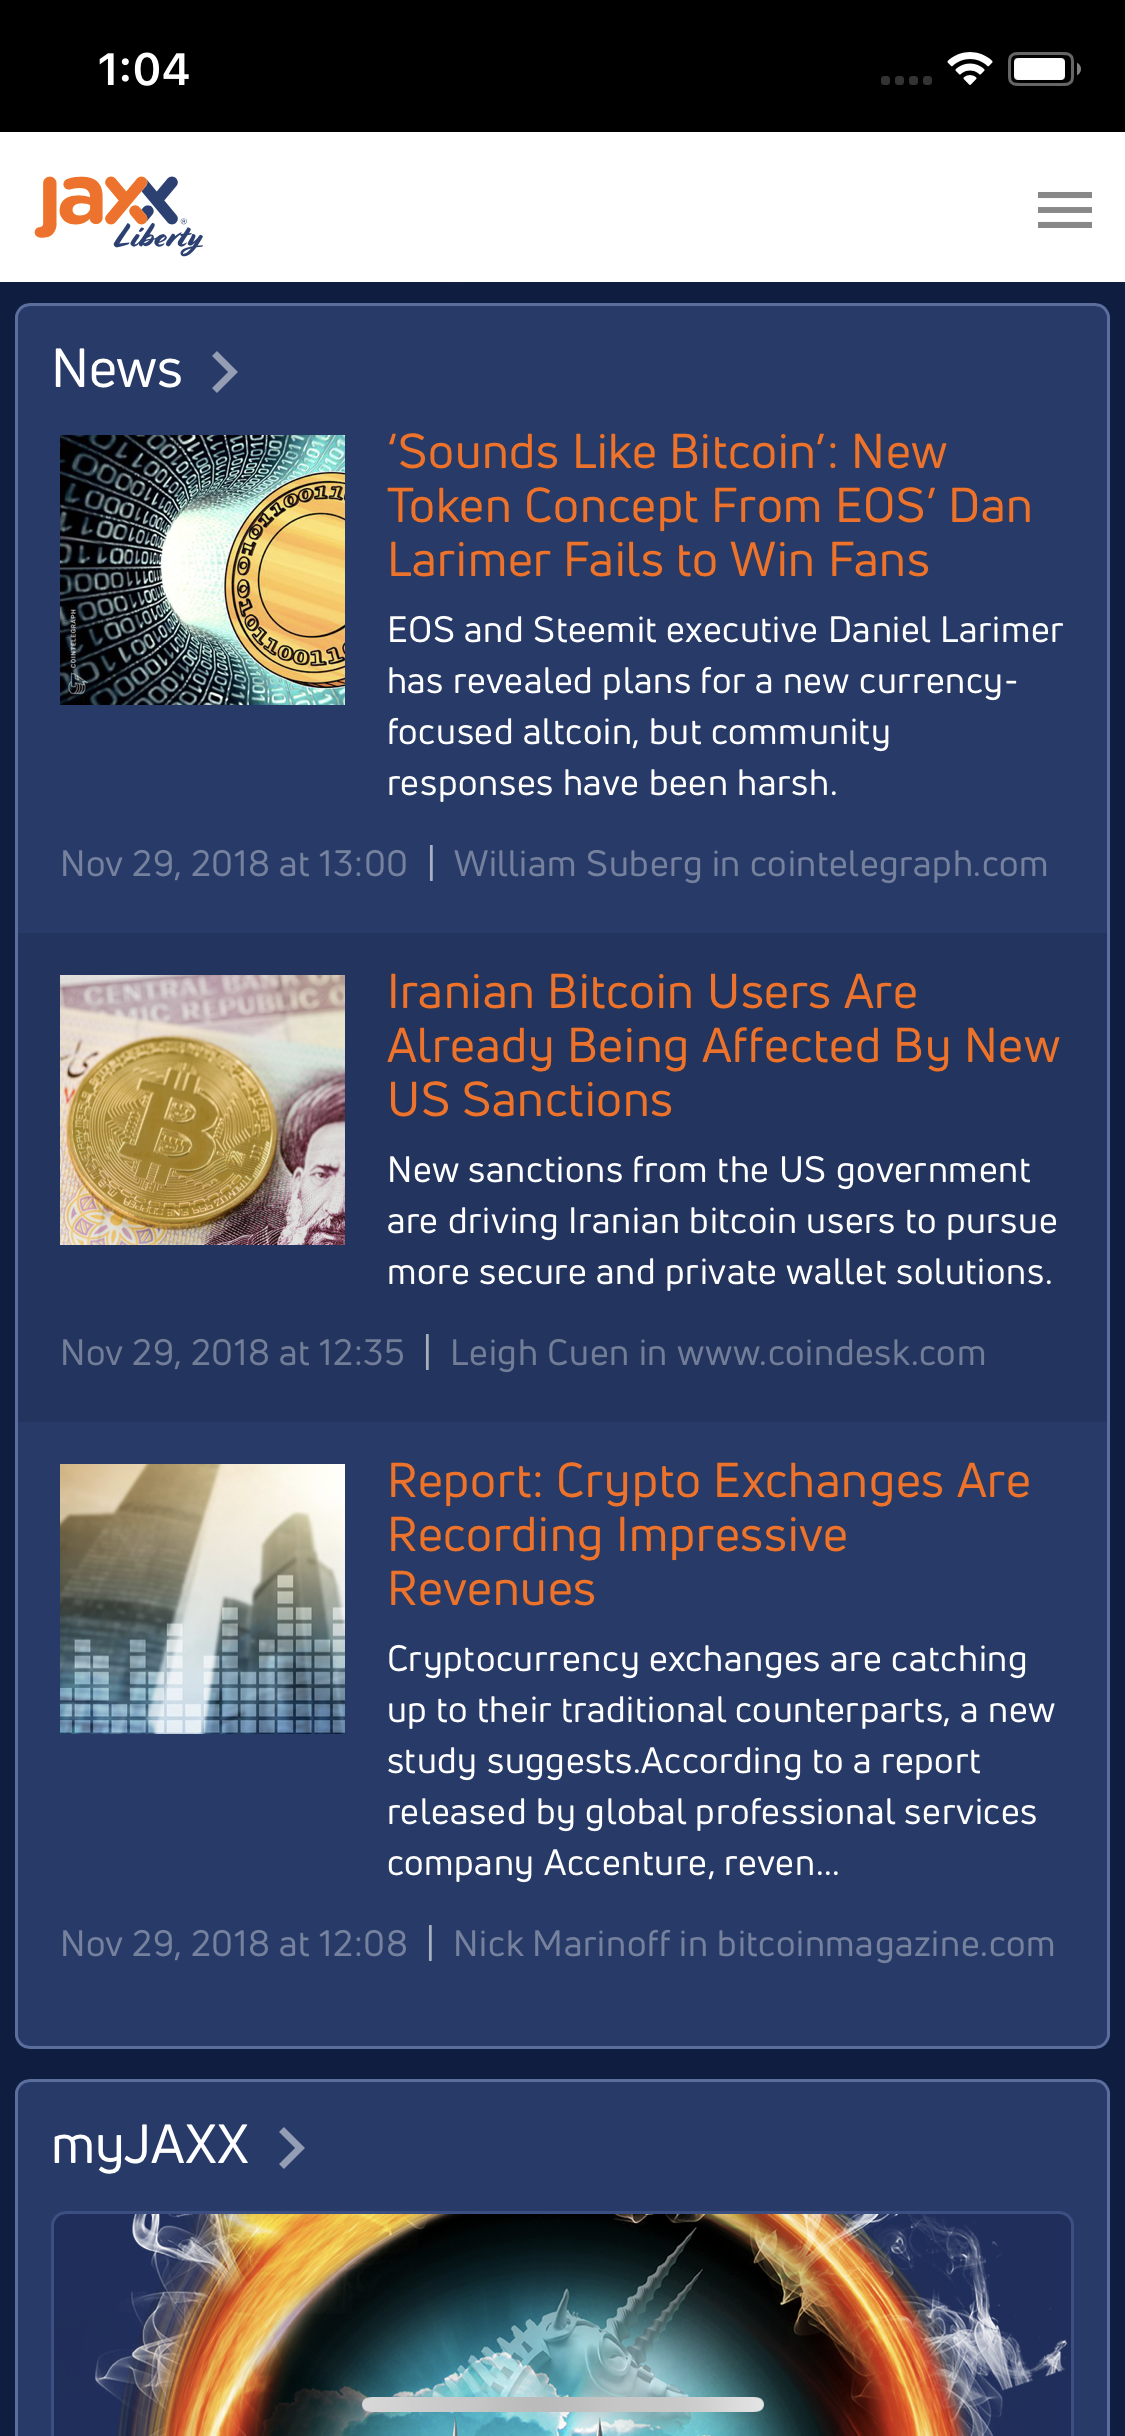 1:04
jaxx
Liberty
News
‘Sounds Like Bitcoin’: New
Token Concept From EOS’ Dan
Larimer Fails to Win Fans
COINTELEGRAPH
EOS and Steemit executive Daniel Larimer
has revealed plans for a new currency-
focused altcoin, but community
responses have been harsh.
Nov 29, 2018 at 13:00 | William Suberg in cointelegraph.com
CENTRAL BANK
REPUBLIC
Iranian Bitcoin Users Are
Already Being Affected By New
US Sanctions
New sanctions from the US government
are driving Iranian bitcoin users to pursue
more secure and private wallet solutions.
Nov 29, 2018 at 12:35 | Leigh Cuen in www.coindesk.com
Report: Crypto Exchanges Are
Recording Impressive
Revenues
Cryptocurrency exchanges are catching
up to their traditional counterparts, a new
study suggests.According to a report
released by global professional services
company Accenture, reven...
Nov 29, 2018 at 12:08 | Nick Marinoff in bitcoinmagazine.com
myJAXX